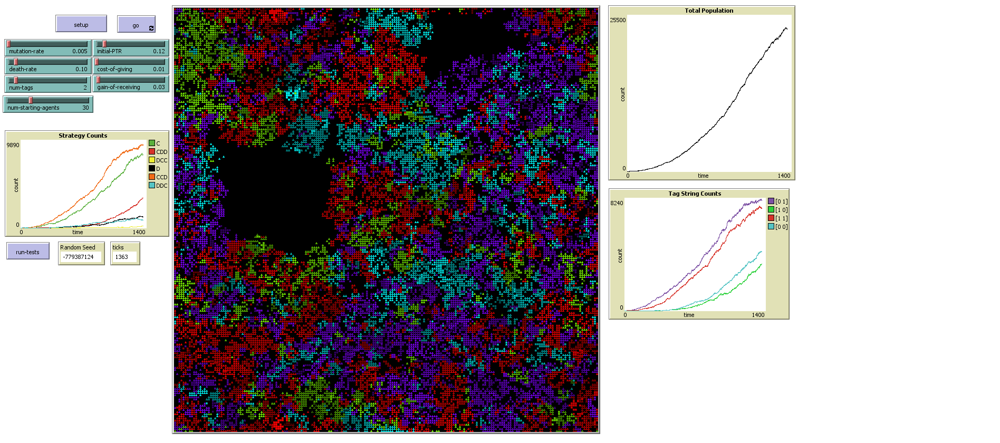 setup
go
mutation-rate 0.005
initial-PTR 0.12
death-rate 0.10
cost-of-giving 0.01
num-tags 2
gain-of-receiving 0.03
num-starting-agents 30
Strategy Counts
9890
count
0
0
time
1400
C
CDD
DCC
D
CCD
DDC
run-tests
Random Seed
-779387124
ticks
1363
Total Population
25500
count
0
0
time
1400
Tag String Counts
8240
count
0
0
time
1400
[0 1]
[1 0]
[1 1]
[0 0]